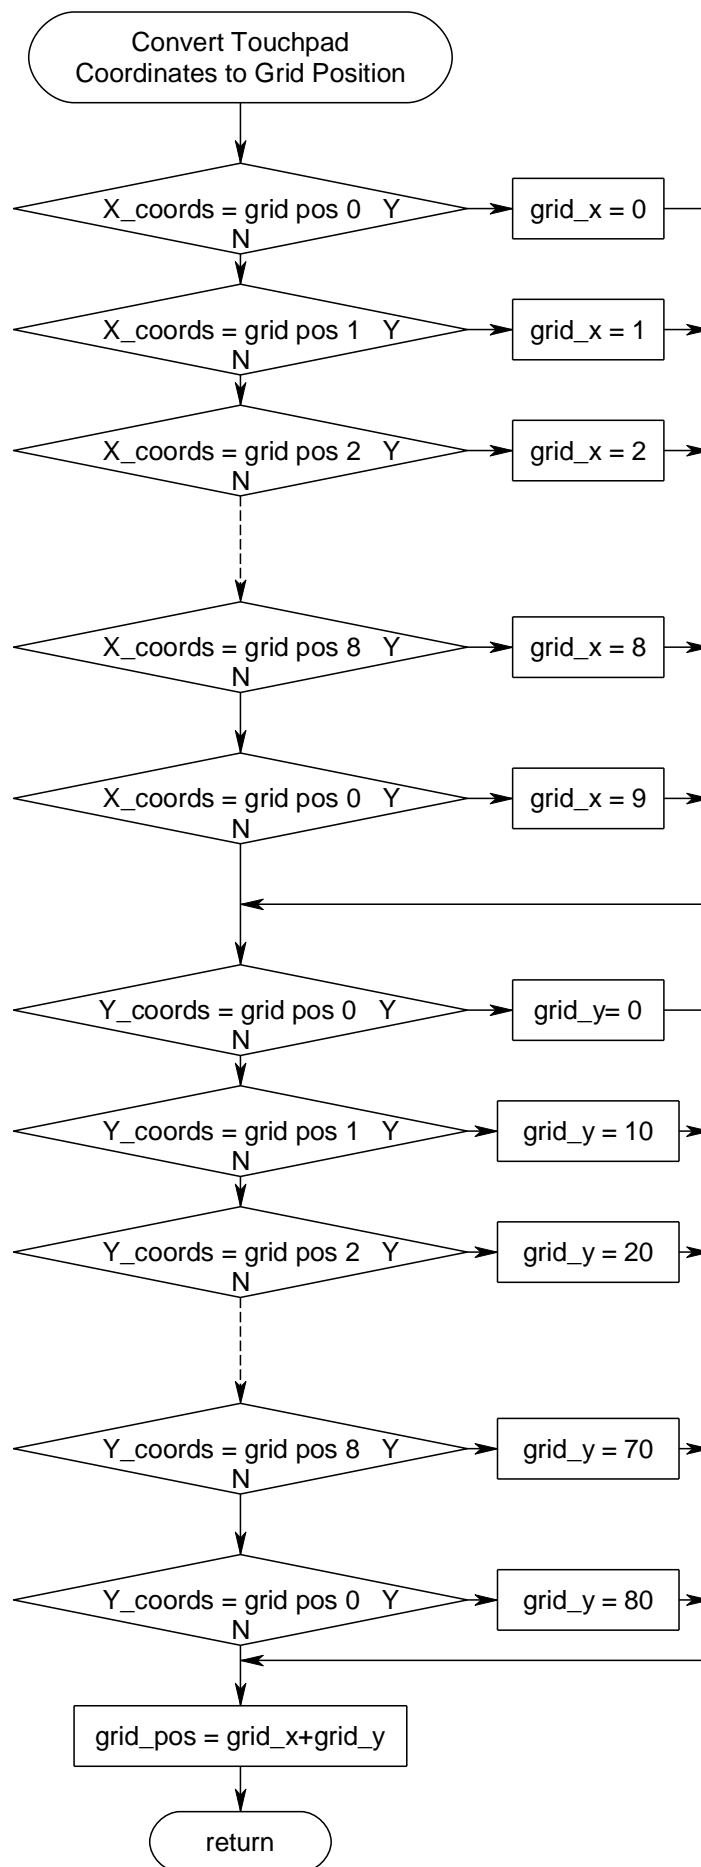 Convert Touchpad
Coordinates to Grid Position
X_coords = grid pos 0 Y
grid_x = 0
N
X_coords = grid pos 1 Y
grid_x = 1
N
X_coords = grid pos 2 Y
grid_x = 2
N
X_coords = grid pos 8 Y
grid_x = 8
N
X_coords = grid pos 0 Y
grid_x = 9
N
Y_coords = grid pos 0 Y
grid_y= 0
N
Y_coords = grid pos 1 Y
grid_y = 10
N
Y_coords = grid pos 2 Y
grid_y = 20
N
Y_coords = grid pos 8 Y
grid_y = 70
N
Y_coords = grid pos 0 Y
grid_y = 80
N
grid_pos = grid_x+grid_y
return